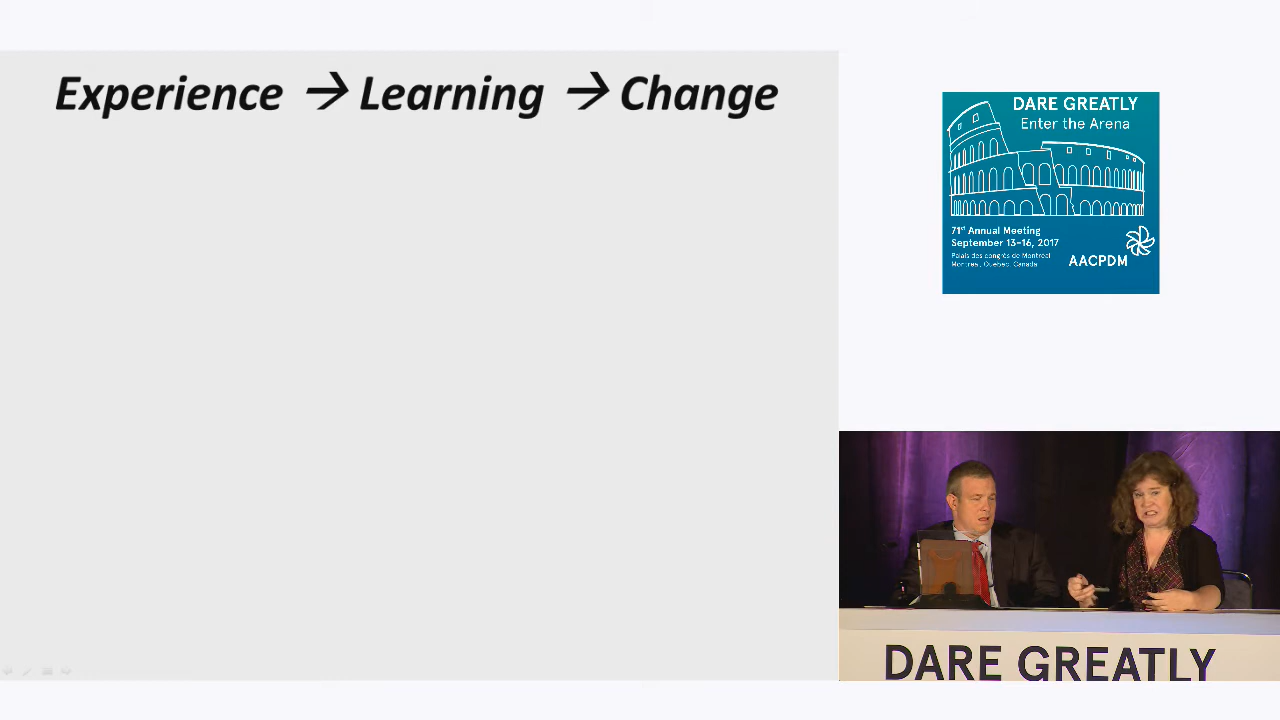 Experience → Learning → Change
DARE GREATLY
Enter the Arena
71st Annual Meeting
September 13-16, 2017
Palais des congrès de Montréal
Montreal, Quebec, Canada
AACPDM
DARE GREATLY